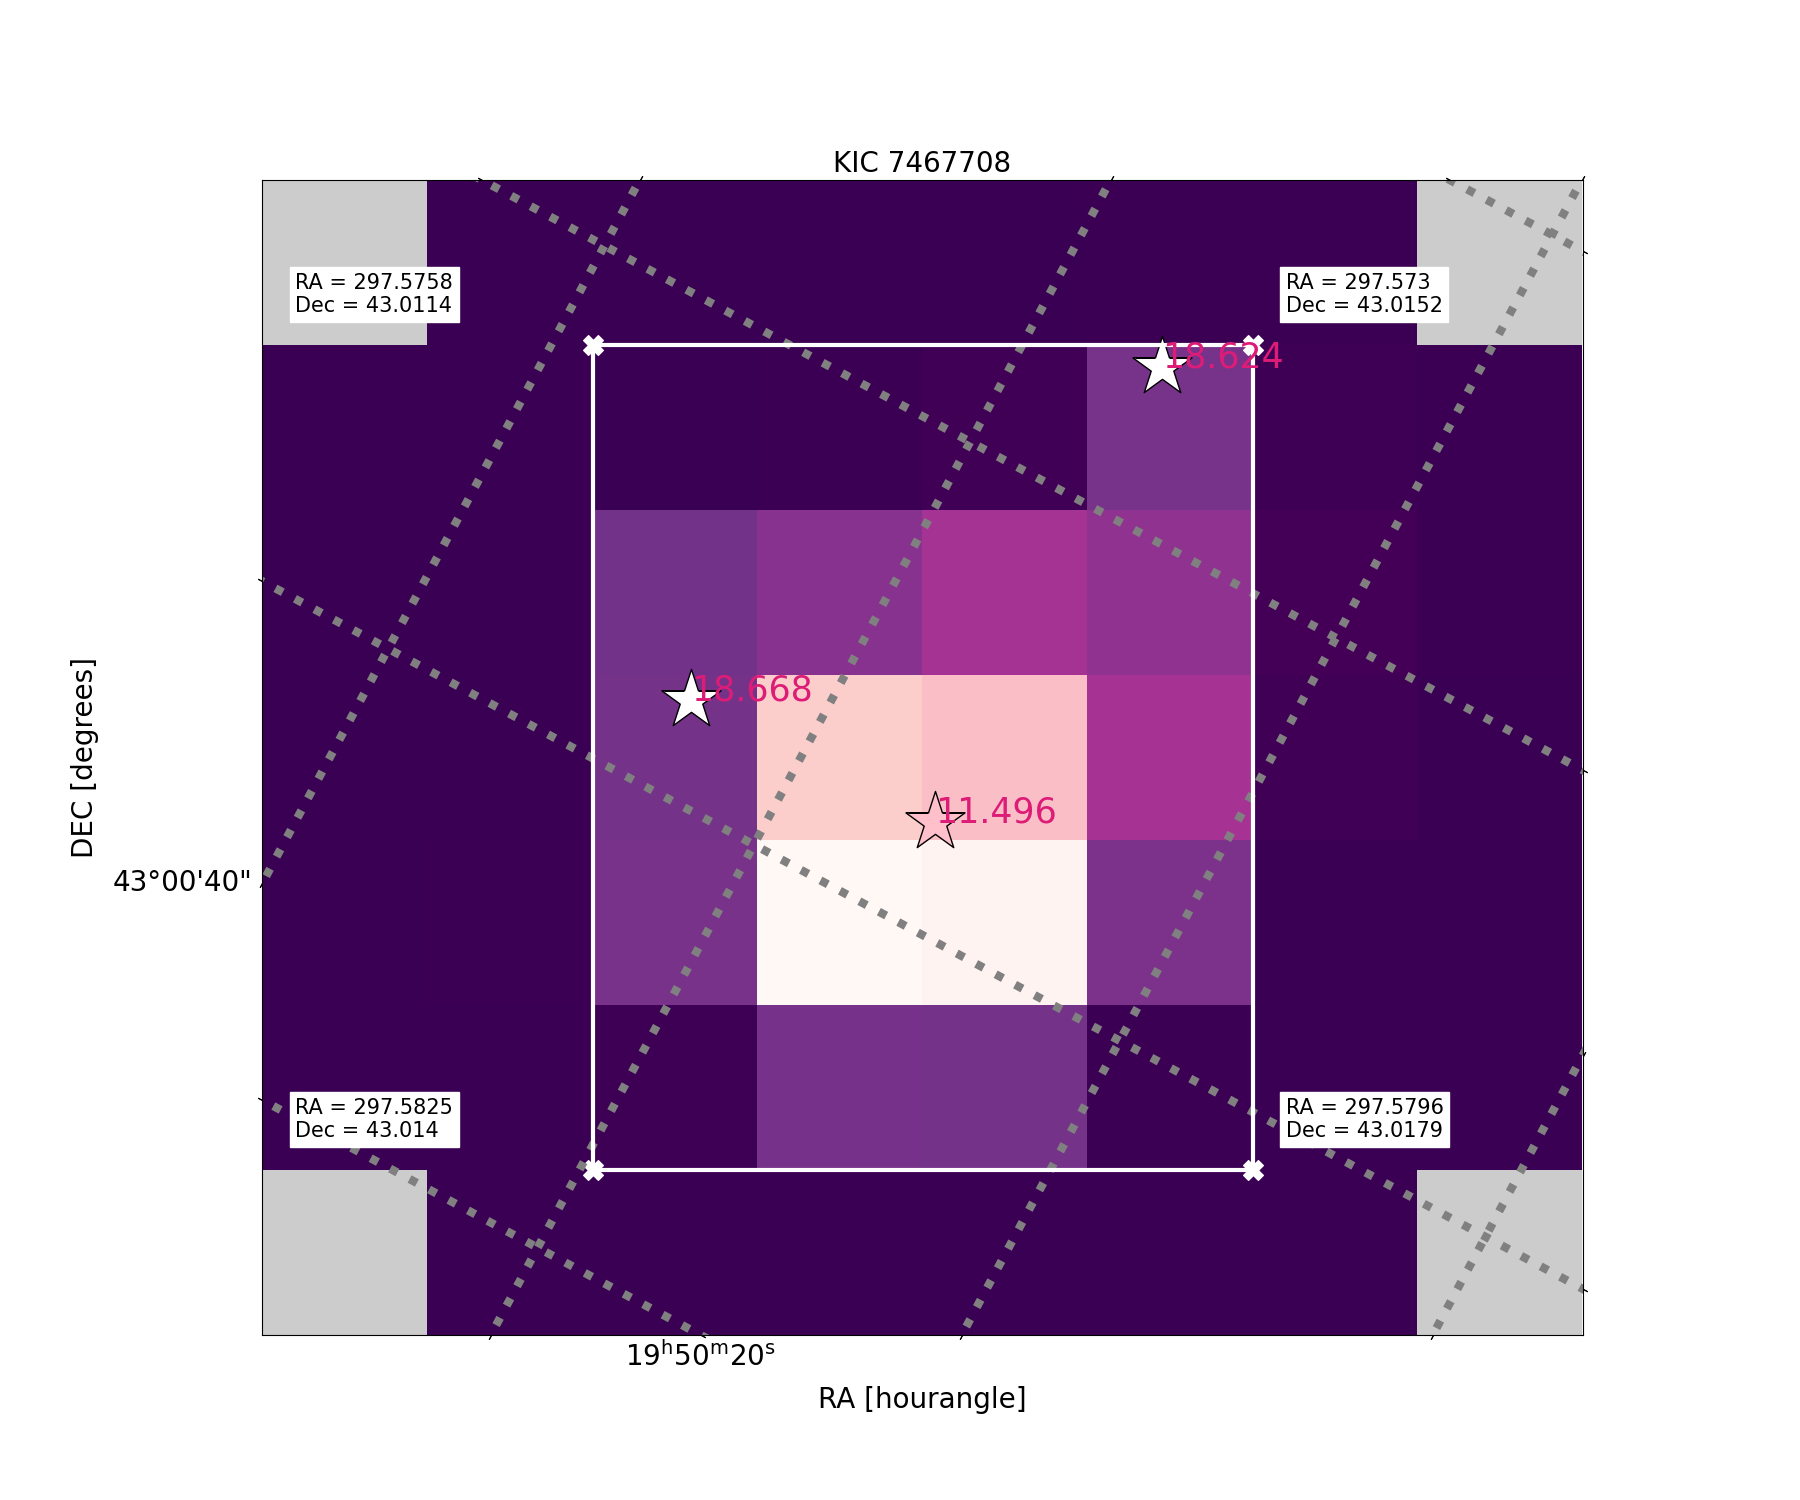 KIC 7467708
RA = 297.5758
Dec = 43.0114
RA = 297.573
Dec = 43.0152
18.624
18.668
11.496
DEC [degrees]
43°00'40"
RA = 297.5825
Dec = 43.014
RA = 297.5796
Dec = 43.0179
19ʰ50ᵐ20ˢ
RA [hourangle]